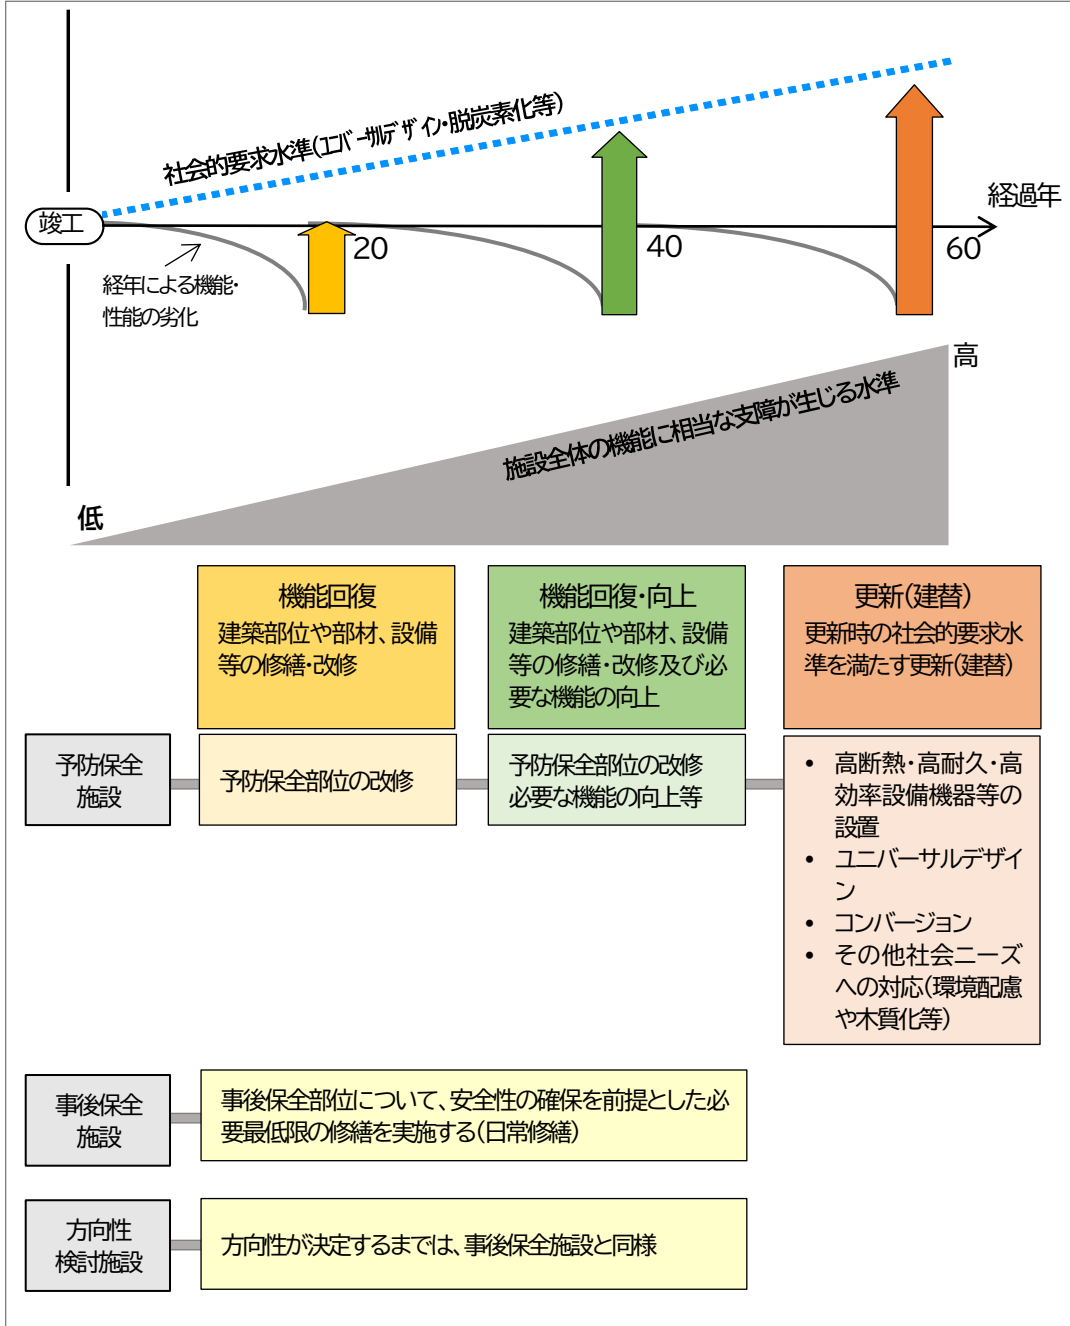 社会的要求水準(ユニバーサルデザイン・脱炭素化等)
経過年
竣工
20
40
60
経年による機能・
性能の劣化
高
施設全体の機能に相当な支障が生じる水準
低
機能回復
建築部位や部材、設備
等の修繕・改修
機能回復・向上
建築部位や部材、設備
等の修繕・改修及び必
要な機能の向上
更新(建替)
更新時の社会的要求水
準を満たす更新(建替)
予防保全
施設
予防保全部位の改修
予防保全部位の改修
必要な機能の向上等
• 高断熱・高耐久・高
効率設備機器等の
設置
• ユニバーサルデザイ
ン
• コンバージョン
• その他社会ニーズ
への対応(環境配慮
や木質化等)
事後保全
施設
事後保全部位について、安全性の確保を前提とした必
要最低限の修繕を実施する(日常修繕)
方向性
検討施設
方向性が決定するまでは、事後保全施設と同様